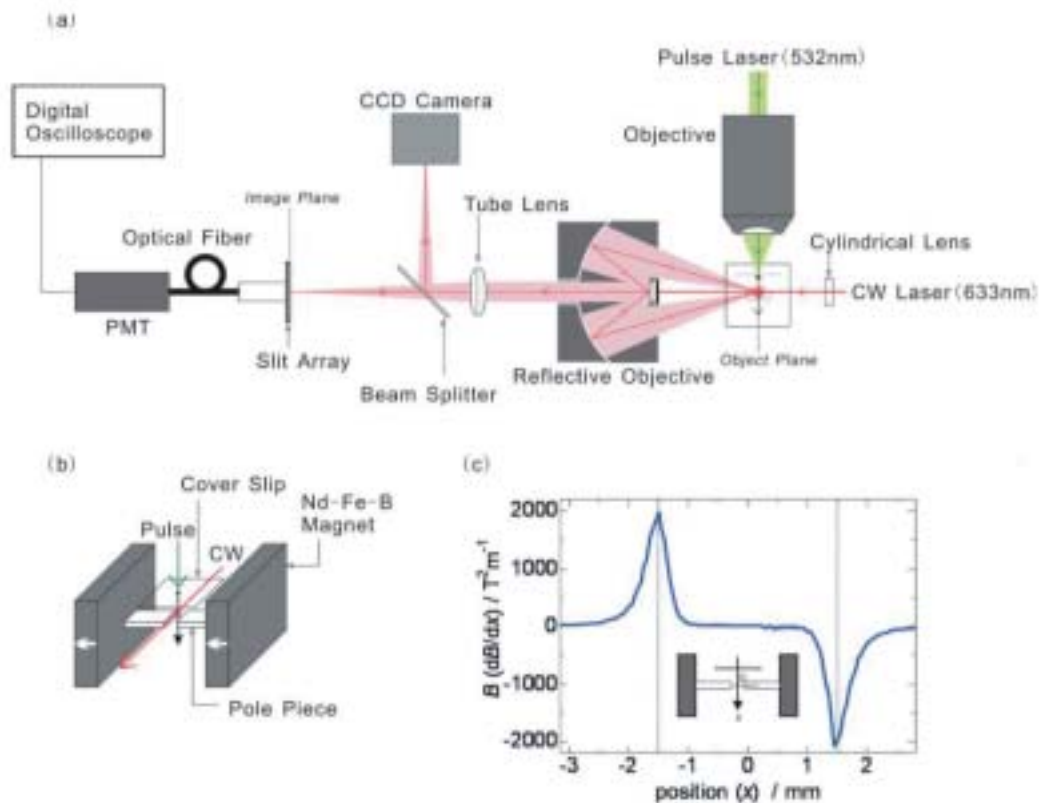 (a)
Pulse Laser(532nm)
Digital
Oscilloscope
CCD Camera
Objective
Image Plane
Tube Lens
Optical Fiber
Cylindrical Lens
CW Laser(633nm)
PMT
Slit Array
Object Plane
Reflective Objective
Beam Splitter
(b)
Cover Slip
Nd-Fe-B
Magnet
Pulse
CW
Pole Piece
(c)
B (dB/dx) / T²m⁻¹
2000
1000
0
-1000
-2000
-3 -2 -1 0 1 2
position (x) / mm